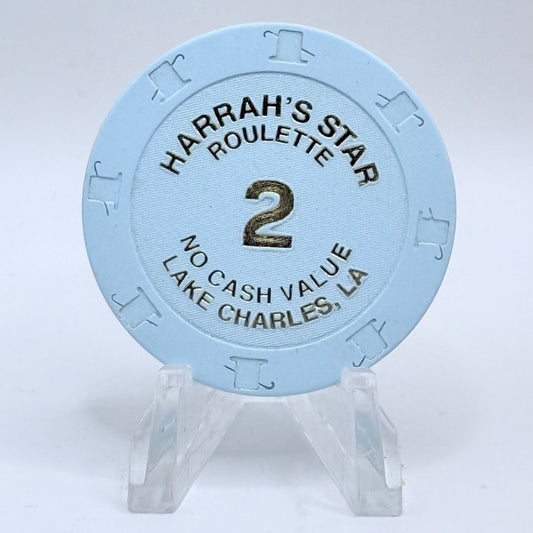 HARRAH'S STAR
ROULETTE
2
NO CASH VALUE
LAKE CHARLES, LA